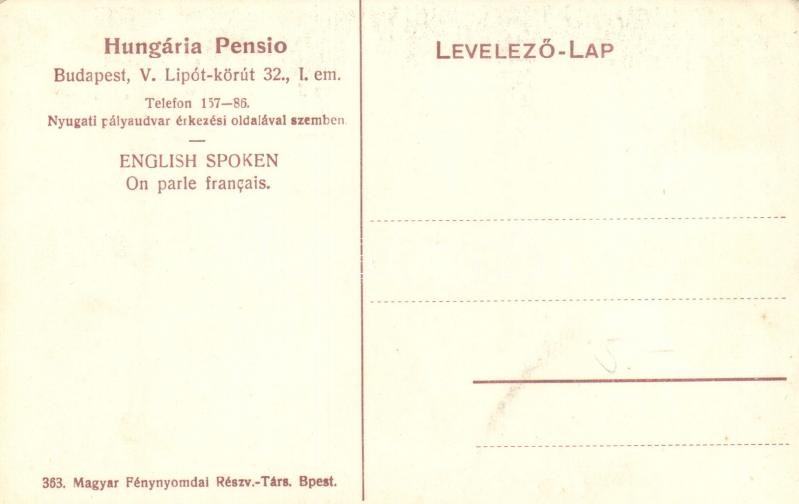 Hungária Pensio
Budapest, V. Lipót-körút 32., I. em.
Telefon 157—86.
Nyugati pályaudvar érkezési oldalával szemben.
—
ENGLISH SPOKEN
On parle français.
363. Magyar Fénynyomdai Részv.-Társ. Bpest.
LEVELEZŐ-LAP
5.—